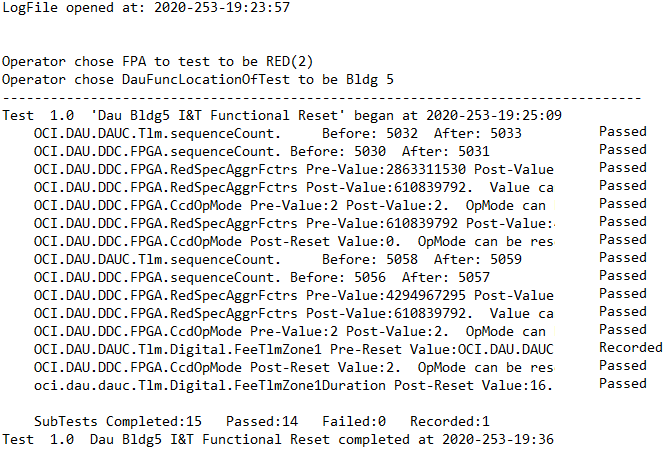 LogFile opened at: 2020-253-19:23:57
Operator chose FPA to test to be RED(2)
Operator chose DauFuncLocationOfTest to be Bldg 5
--------------------------------------------------------------------------------
Test  1.0  'Dau Bldg5 I&T Functional Reset' began at 2020-253-19:25:09
OCI.DAU.DAUC.Tlm.sequenceCount.     Before: 5032  After: 5033     Passed
OCI.DAU.DDC.FPGA.sequenceCount. Before: 5030  After: 5031     Passed
OCI.DAU.DDC.FPGA.RedSpecAggrFctrs Pre-Value:2863311530 Post-Value     Passed
OCI.DAU.DDC.FPGA.RedSpecAggrFctrs Post-Value:610839792.  Value ca     Passed
OCI.DAU.DDC.FPGA.CcdOpMode Pre-Value:2 Post-Value:2.  OpMode can     Passed
OCI.DAU.DDC.FPGA.RedSpecAggrFctrs Pre-Value:610839792 Post-Value:     Passed
OCI.DAU.DDC.FPGA.CcdOpMode Post-Reset Value:0.  OpMode can be res     Passed
OCI.DAU.DAUC.Tlm.sequenceCount.     Before: 5058  After: 5059     Passed
OCI.DAU.DDC.FPGA.sequenceCount. Before: 5056  After: 5057     Passed
OCI.DAU.DDC.FPGA.RedSpecAggrFctrs Pre-Value:4294967295 Post-Value     Passed
OCI.DAU.DDC.FPGA.RedSpecAggrFctrs Post-Value:610839792.  Value ca     Passed
OCI.DAU.DDC.FPGA.CcdOpMode Pre-Value:2 Post-Value:2.  OpMode can     Passed
OCI.DAU.DAUC.Tlm.Digital.FeeTlmZone1 Pre-Reset Value:OCI.DAU.DAUC     Recorded
OCI.DAU.DDC.FPGA.CcdOpMode Post-Reset Value:2.  OpMode can be res     Passed
oci.dau.dauc.Tlm.Digital.FeeTlmZone1Duration Post-Reset Value:16.     Passed
SubTests Completed:15   Passed:14   Failed:0   Recorded:1
Test  1.0  Dau Bldg5 I&T Functional Reset completed at 2020-253-19:36